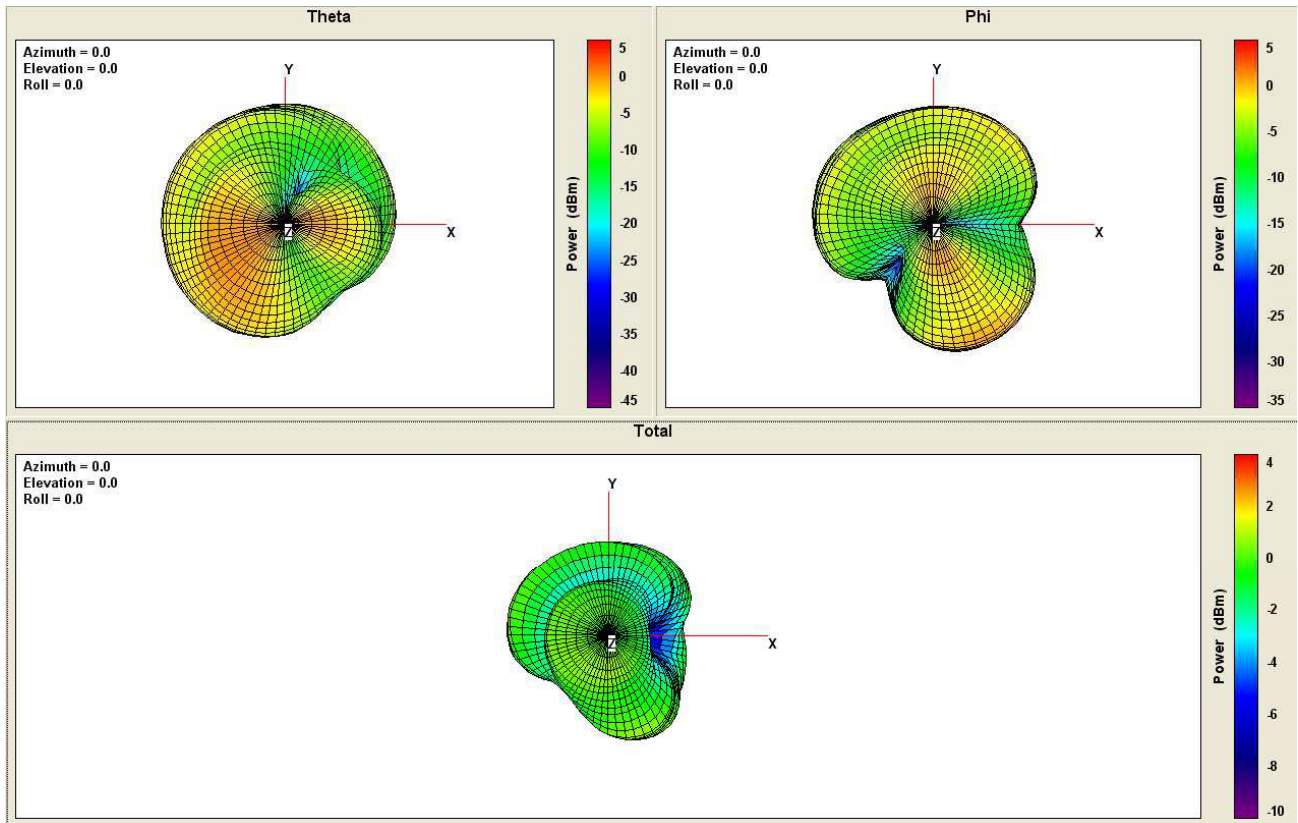 Theta
Azimuth = 0.0
Elevation = 0.0
Roll = 0.0
Y
X
Z
Power (dBm)
5
0
-5
-10
-15
-20
-25
-30
-35
-40
-45
Phi
Azimuth = 0.0
Elevation = 0.0
Roll = 0.0
Y
X
Z
Power (dBm)
5
0
-5
-10
-15
-20
-25
-30
-35
Total
Azimuth = 0.0
Elevation = 0.0
Roll = 0.0
Y
X
Z
Power (dBm)
4
2
0
-2
-4
-6
-8
-10